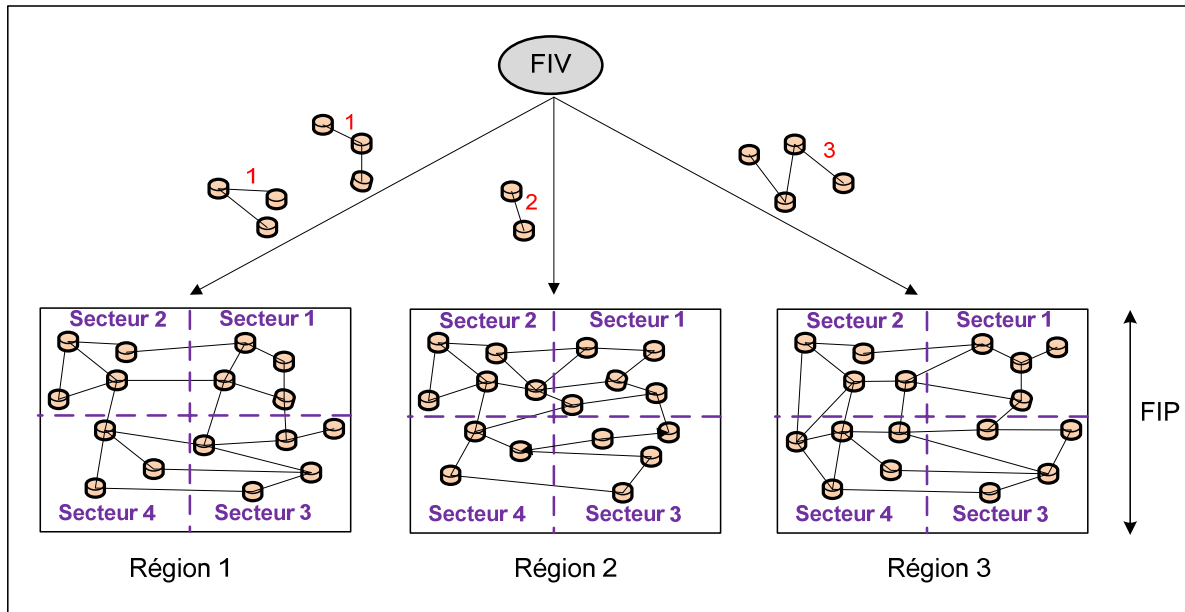 FIV
1
1
2
3
Secteur 2
Secteur 1
Secteur 4
Secteur 3
Région 1
Secteur 2
Secteur 1
Secteur 4
Secteur 3
Région 2
Secteur 2
Secteur 1
Secteur 4
Secteur 3
Région 3
FIP